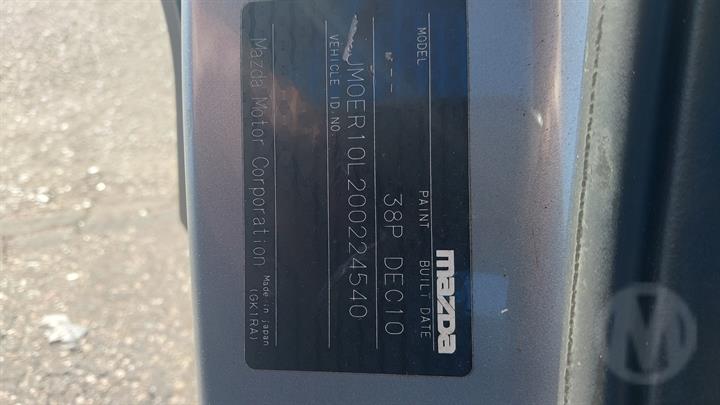 mazda
MODEL PAINT BUILT DATE
--- 38P DEC10
JM0ER10L200224540
VEHICLE ID.NO.
Mazda Motor Corporation Made in Japan
(GK1RA)
M